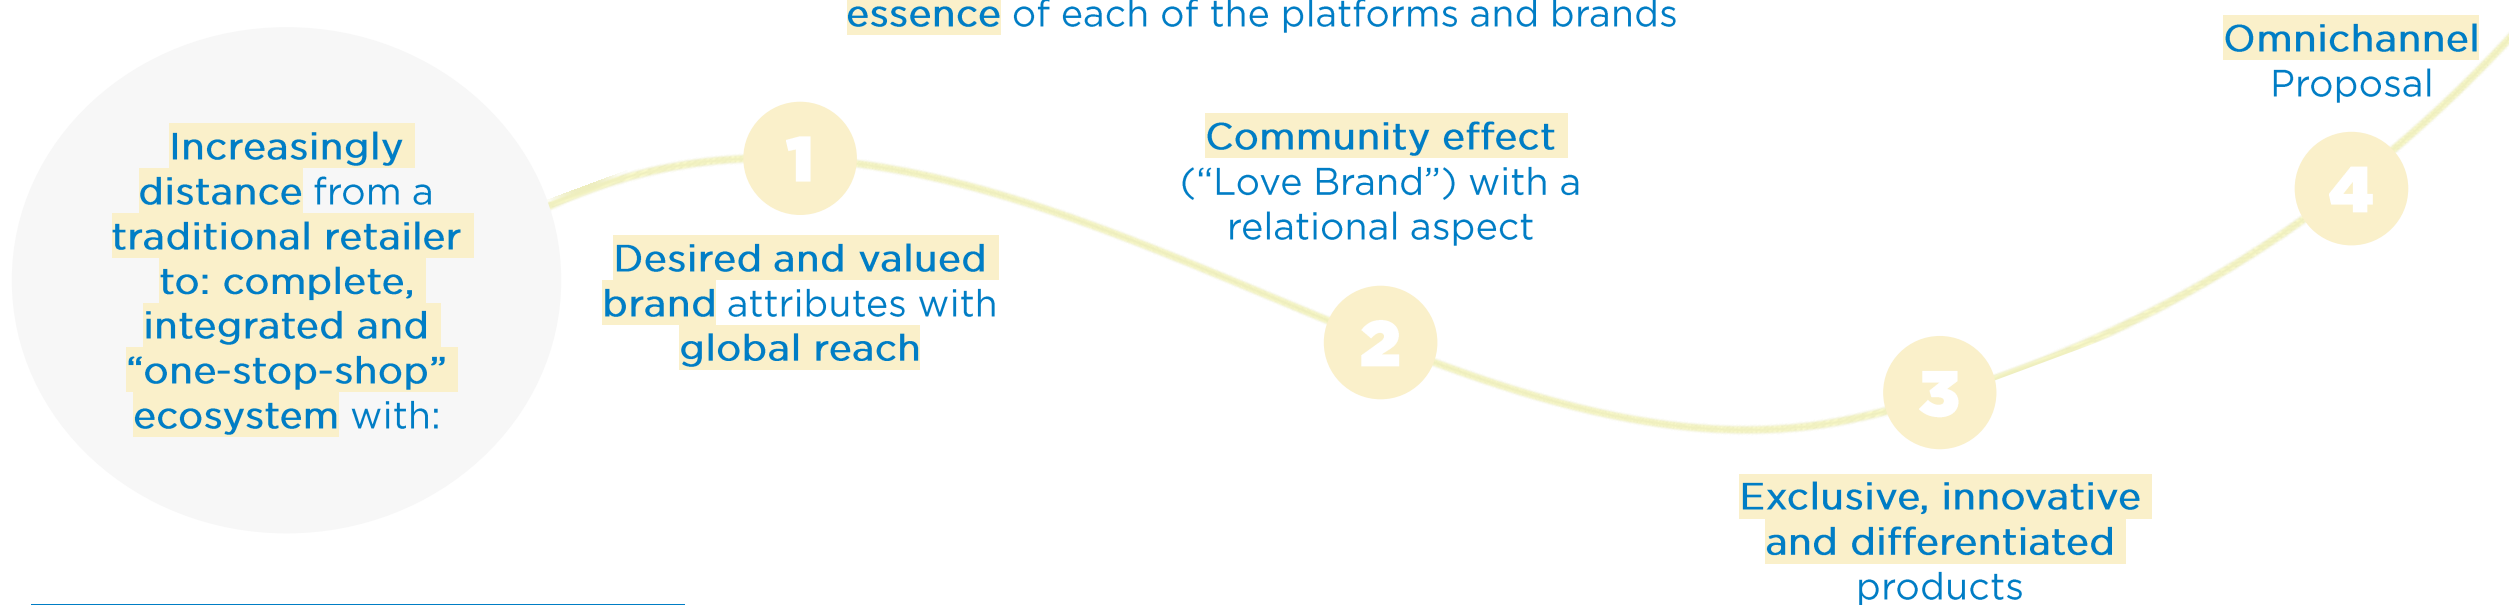 essence of each of the platforms and brands
Increasingly
distance from a
traditional retailer
to: complete,
integrated and
“one-stop-shop”
ecosystem with:
1
Desired and valued
brand attributes with
global reach
Community effect
(“Love Brand”) with a
relational aspect
2
3
Exclusive, innovative
and differentiated
products
Omnichannel
Proposal
4